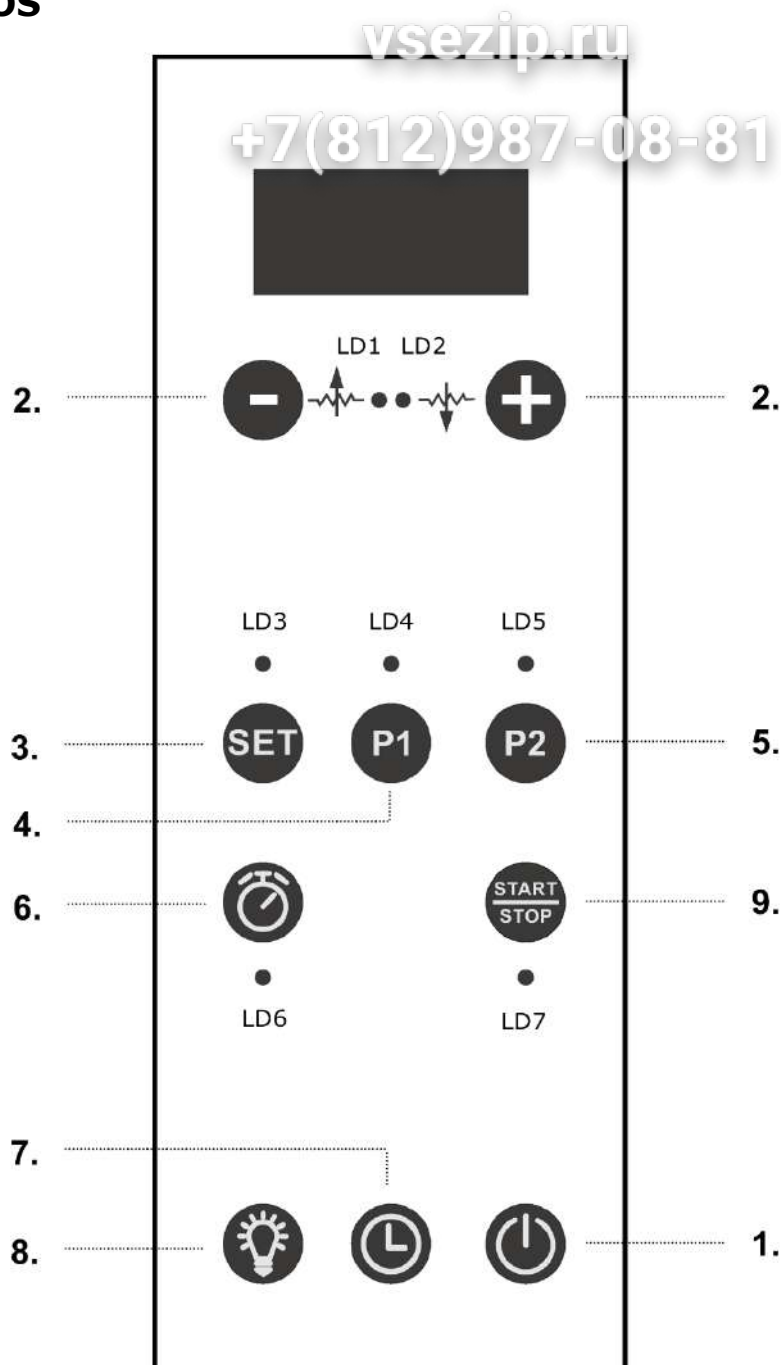 os
vsezip.ru
+7(812)987-08-81
LD1 LD2
2. - + 2.
LD3 LD4 LD5
3. SET P1 P2 5.
4.
6. START STOP 9.
LD6 LD7
7.
8. 1.